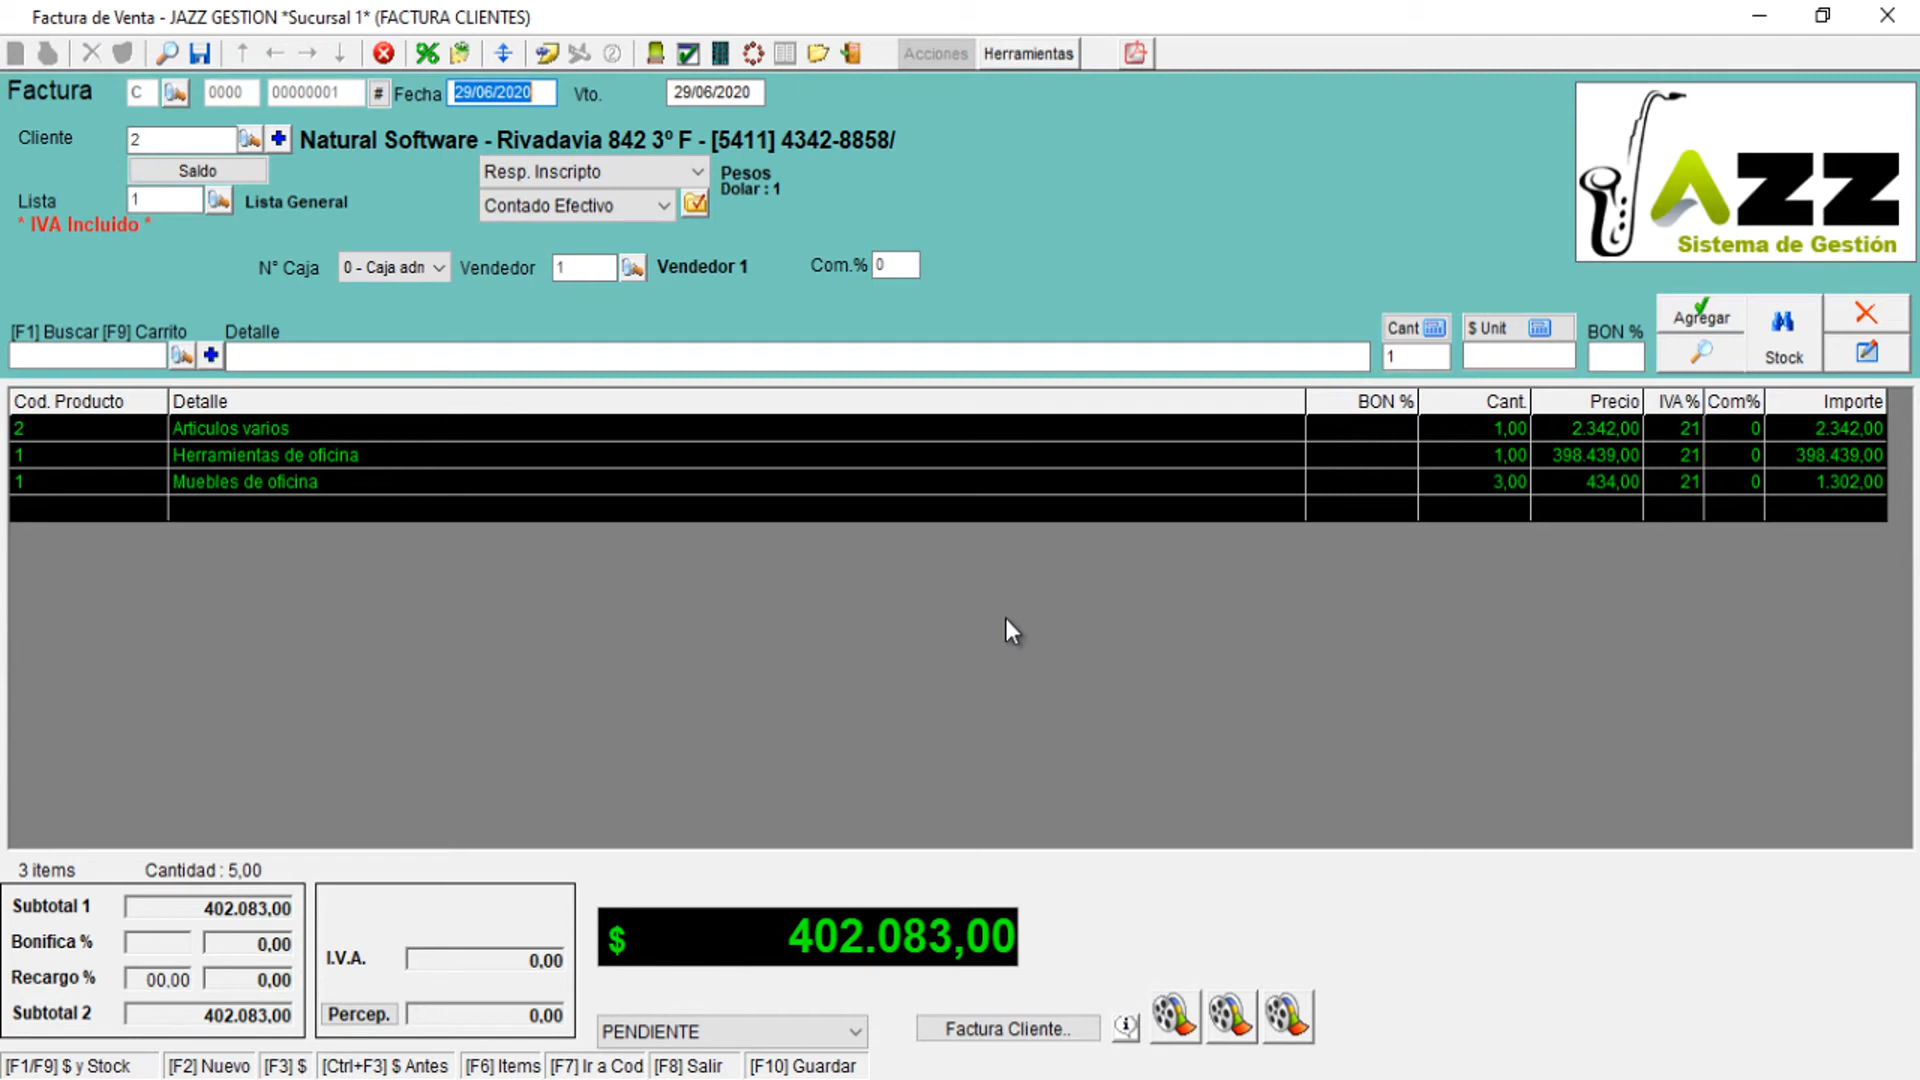 Factura de Venta - JAZZ GESTION *Sucursal 1* (FACTURA CLIENTES)
Acciones Herramientas
Factura C 0000 00000001 # Fecha 29/06/2020 Vto. 29/06/2020
Cliente 2 Natural Software - Rivadavia 842 3º F - [5411] 4342-8858/
Saldo Resp. Inscripto Pesos
Dolar : 1
Lista 1 Lista General Contado Efectivo
* IVA Incluido *
N° Caja 0 - Caja adn Vendedor 1 Vendedor 1 Com.% 0
JAZZ
Sistema de Gestión
[F1] Buscar [F9] Carrito Detalle Cant $ Unit BON % Agregar
1 Stock
Cod. Producto Detalle BON % Cant. Precio IVA% Com% Importe
2 Articulos varios 1,00 2.342,00 21 0 2.342,00
1 Herramientas de oficina 1,00 398.439,00 21 0 398.439,00
1 Muebles de oficina 3,00 434,00 21 0 1.302,00
3 items Cantidad : 5,00
Subtotal 1 402.083,00
Bonifica % 0,00
Recargo % 00,00 0,00
Subtotal 2 402.083,00
I.V.A. 0,00
Percep. 0,00
$ 402.083,00
PENDIENTE Factura Cliente..
[F1/F9] $ y Stock [F2] Nuevo [F3] $ [Ctrl+F3] $ Antes [F6] Items [F7] Ir a Cod [F8] Salir [F10] Guardar